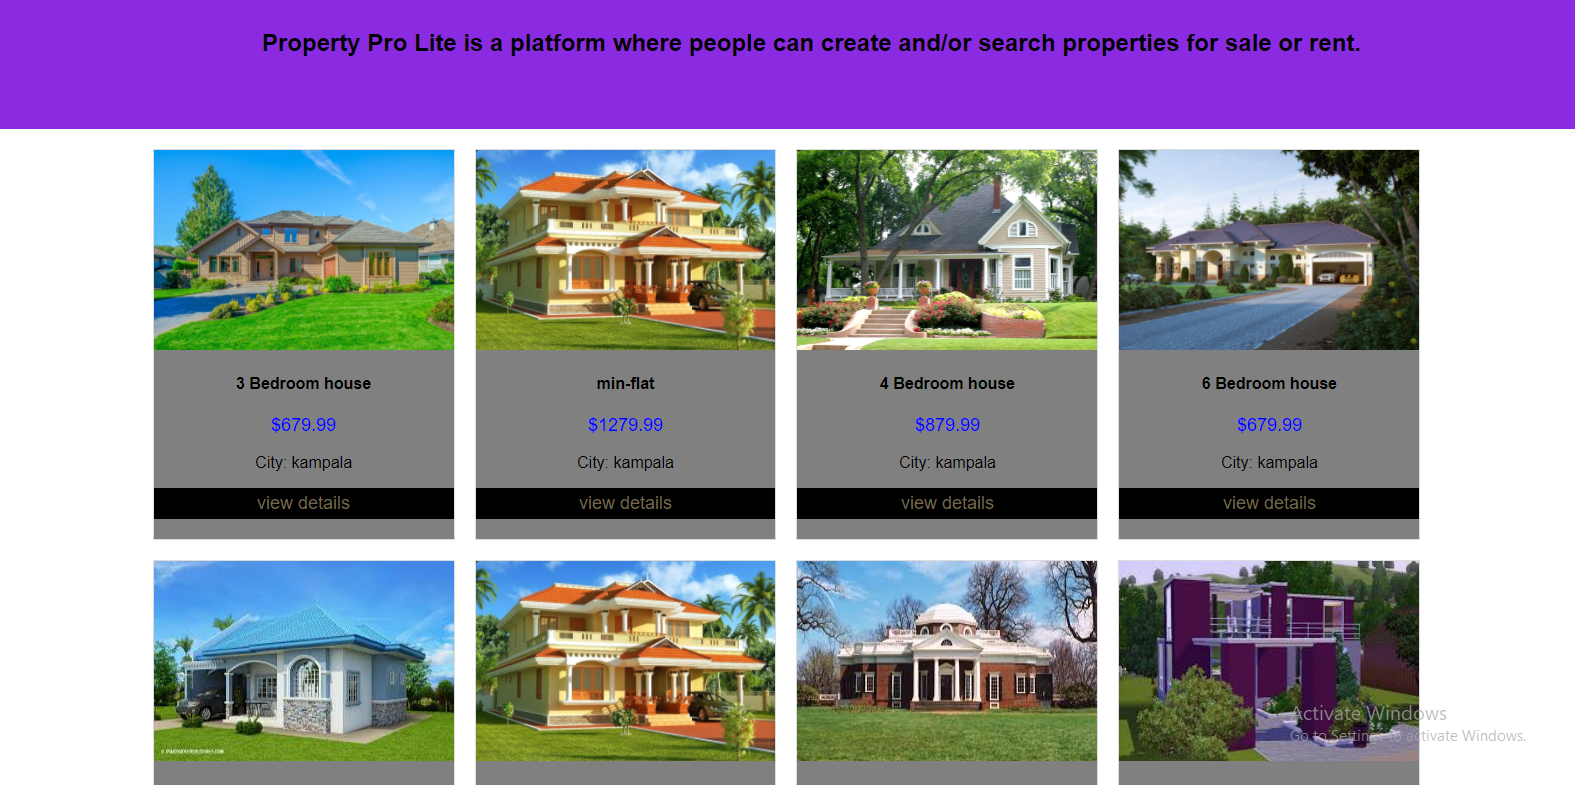 Property Pro Lite is a platform where people can create and/or search properties for sale or rent.
3 Bedroom house
$679.99
City: kampala
view details
min-flat
$1279.99
City: kampala
view details
4 Bedroom house
$879.99
City: kampala
view details
6 Bedroom house
$679.99
City: kampala
view details
Activate Windows
Go to Settings to activate Windows.